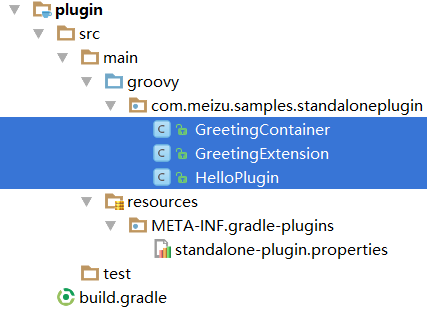 plugin
src
main
groovy
com.meizu.samples.standaloneplugin
GreetingContainer
GreetingExtension
HelloPlugin
resources
META-INF.gradle-plugins
standalone-plugin.properties
test
build.gradle